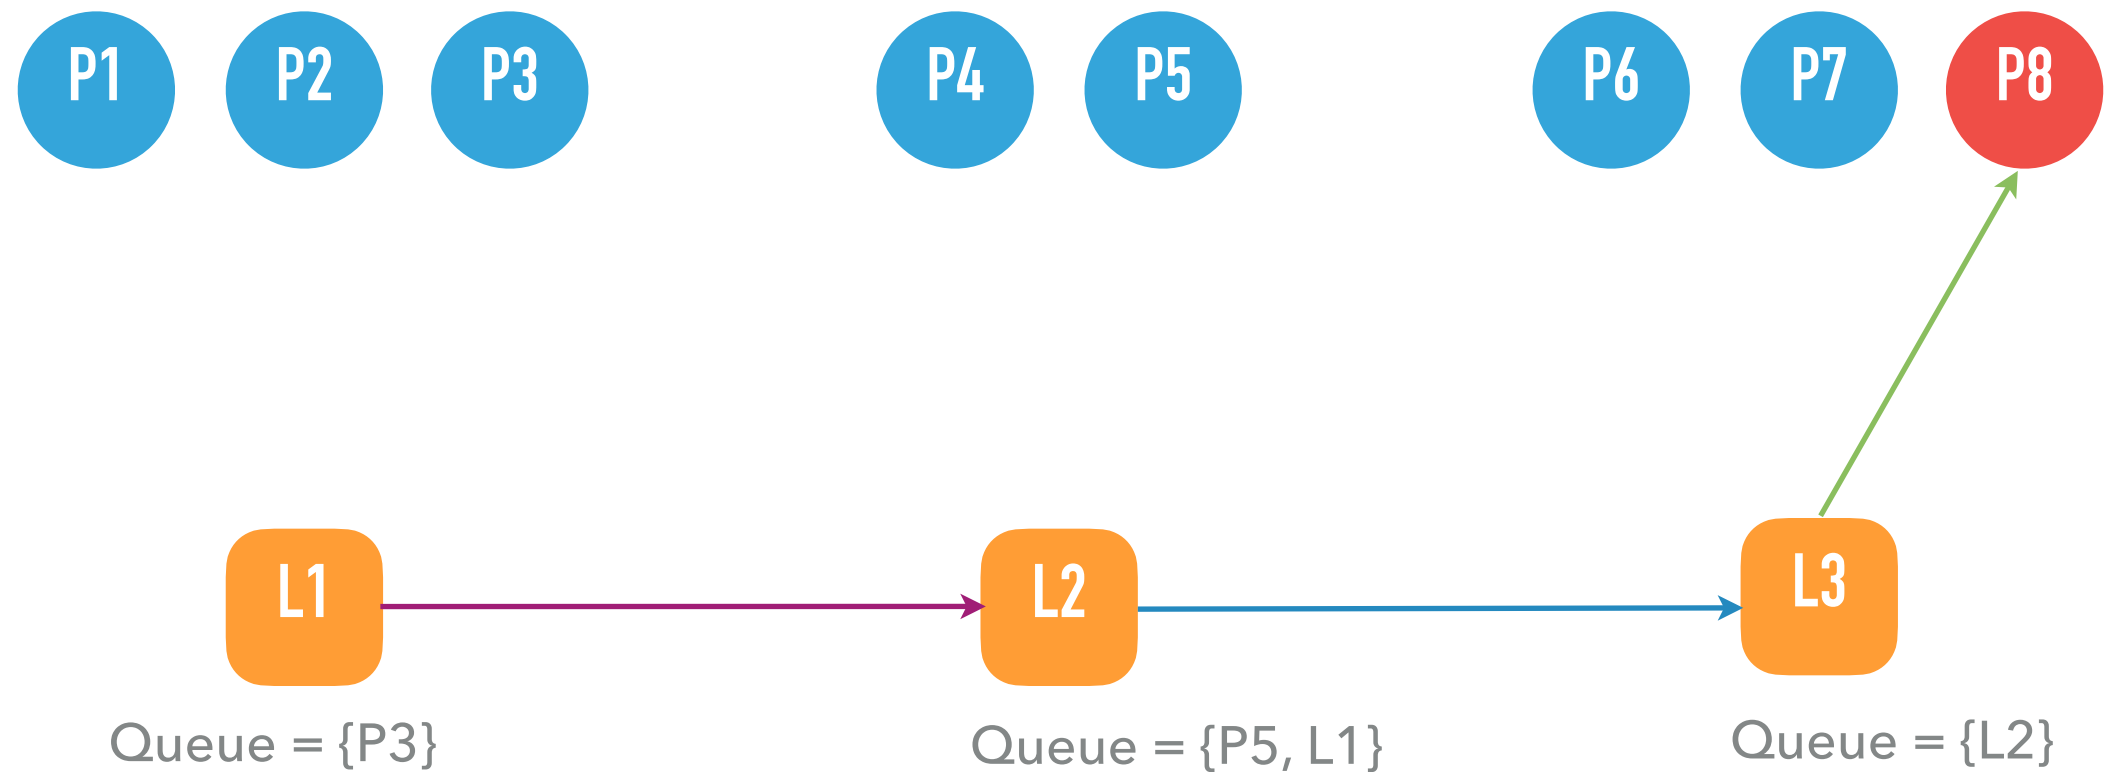 P1 P2 P3 P4 P5 P6 P7 P8
L1 L2 L3
Queue = {P3} Queue = {P5, L1} Queue = {L2}